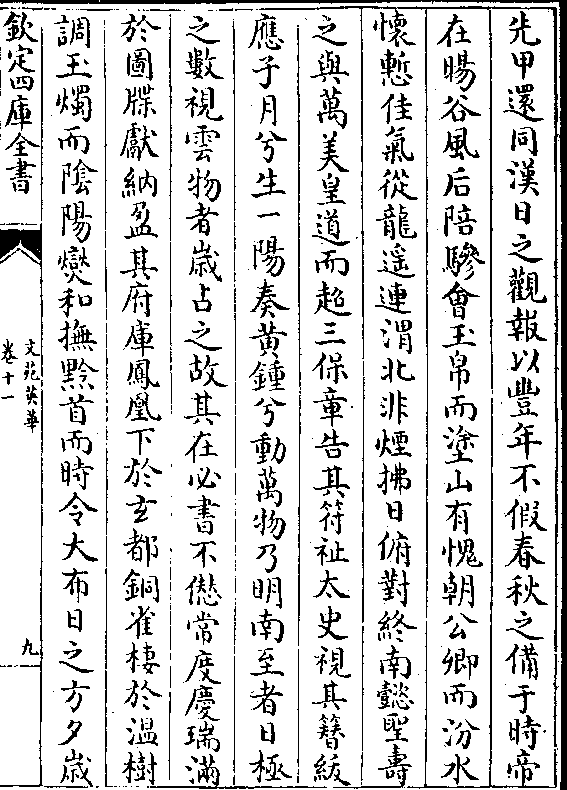 先甲還同漢日之觀報以豐年不假春秋之備于時帝
在暘谷風后陪驂會玉帛而塗山有愧朝公卿而汾水
懷慙佳氣從龍遥連渭北非煙拂日俯對終南懿聖壽
之與萬美皇道而超三保章告其符祉太史視其簪紱
應子月兮生一陽奏黃鍾兮動萬物乃明南至者日極
之數視雲物者歲占之故其在必書不愆常度慶瑞滿
於圖牒獻納盈其府庫鳳凰下於玄都銅雀棲於温樹
調玉燭而陰陽爕和撫黔首而時令大布日之方夕歲
欽定四庫全書
文苑英華
卷十一
九